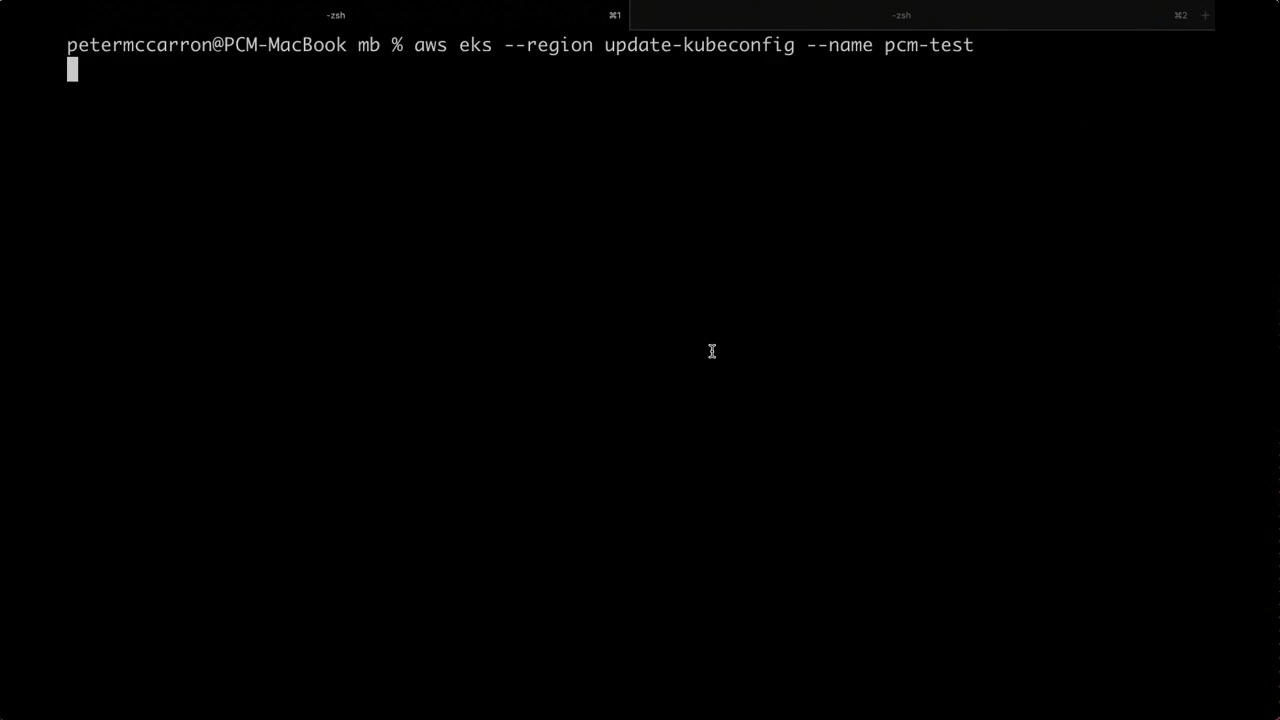 -zsh ⌘1 -zsh ⌘2 +
petermccarron@PCM-MacBook mb % aws eks --region update-kubeconfig --name pcm-test